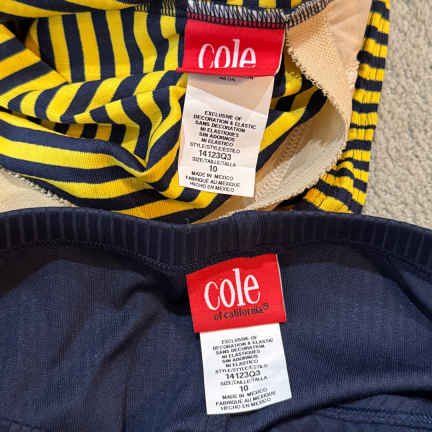 cole
EXCLUSIVE OF
DECORATION & ELASTIC
SANS DECORATION
NI ELASTIQUES
SIN ADORNOS
NI ELASTICO
STYLE/STYLE/ESTILO
14123Q3
SIZE/TAILLE/TALLA
10
MADE IN MEXICO
FABRIQUE AU MEXIQUE
HECHO EN MEXICO
cole
of california®
EXCLUSIVE OF
DECORATION & ELASTIC
SANS DECORATION
NI ELASTIQUES
SIN ADORNOS
NI ELASTICO
STYLE/STYLE/ESTILO
14123Q3
SIZE/TAILLE/TALLA
10
MADE IN MEXICO
FABRIQUE AU MEXIQUE
HECHO EN MEXICO